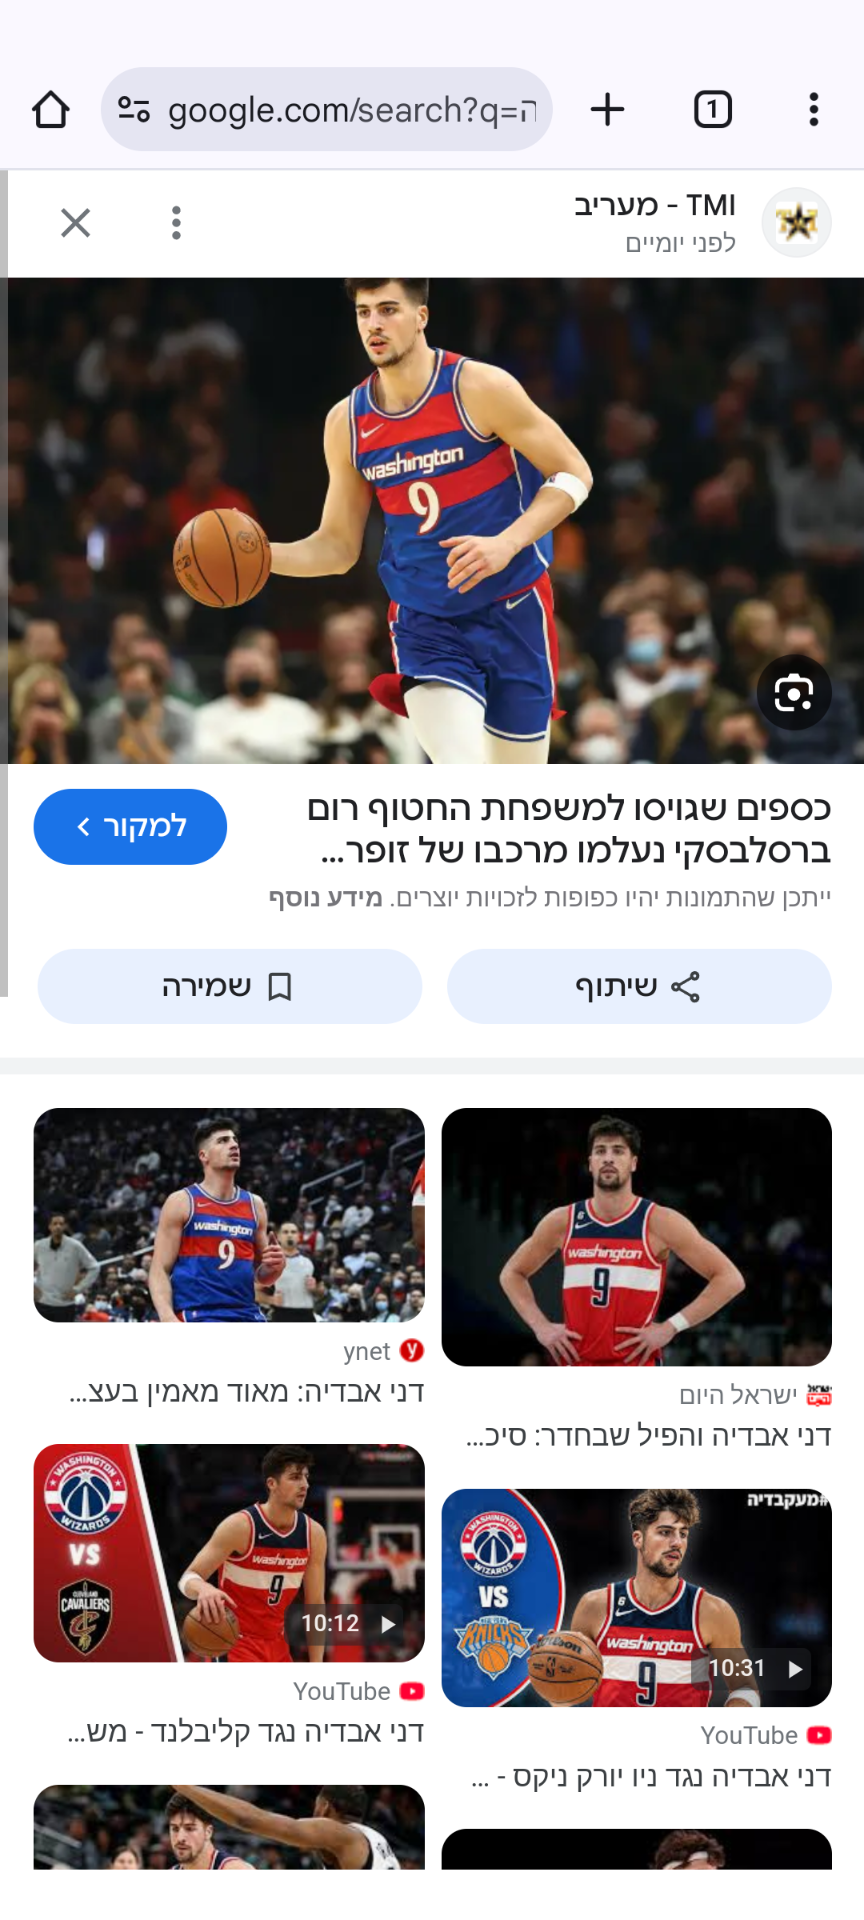 google.com/search?q=ה
1
TMI - מעריב
לפני יומיים
washington
9
כספים שגויסו למשפחת החטוף רום
ברסלבסקי נעלמו מרכבו של זופר...
למקור
ייתכן שהתמונות יהיו כפופות לזכויות יוצרים. מידע נוסף
שיתוף
שמירה
washington
9
6
washington
9
ynet
דני אבדיה: מאוד מאמין בעצ...
ישראל היום
דני אבדיה והפיל שבחדר: סיכ...
WASHINGTON
WIZARDS
VS
CLEVELAND
CAVALIERS
washington
9
10:12
YouTube
דני אבדיה נגד קליבלנד - מש...
#מעקבדיה
WASHINGTON
WIZARDS
VS
NEW YORK
KNICKS
6
washington
9
10:31
YouTube
דני אבדיה נגד ניו יורק ניקס - ...